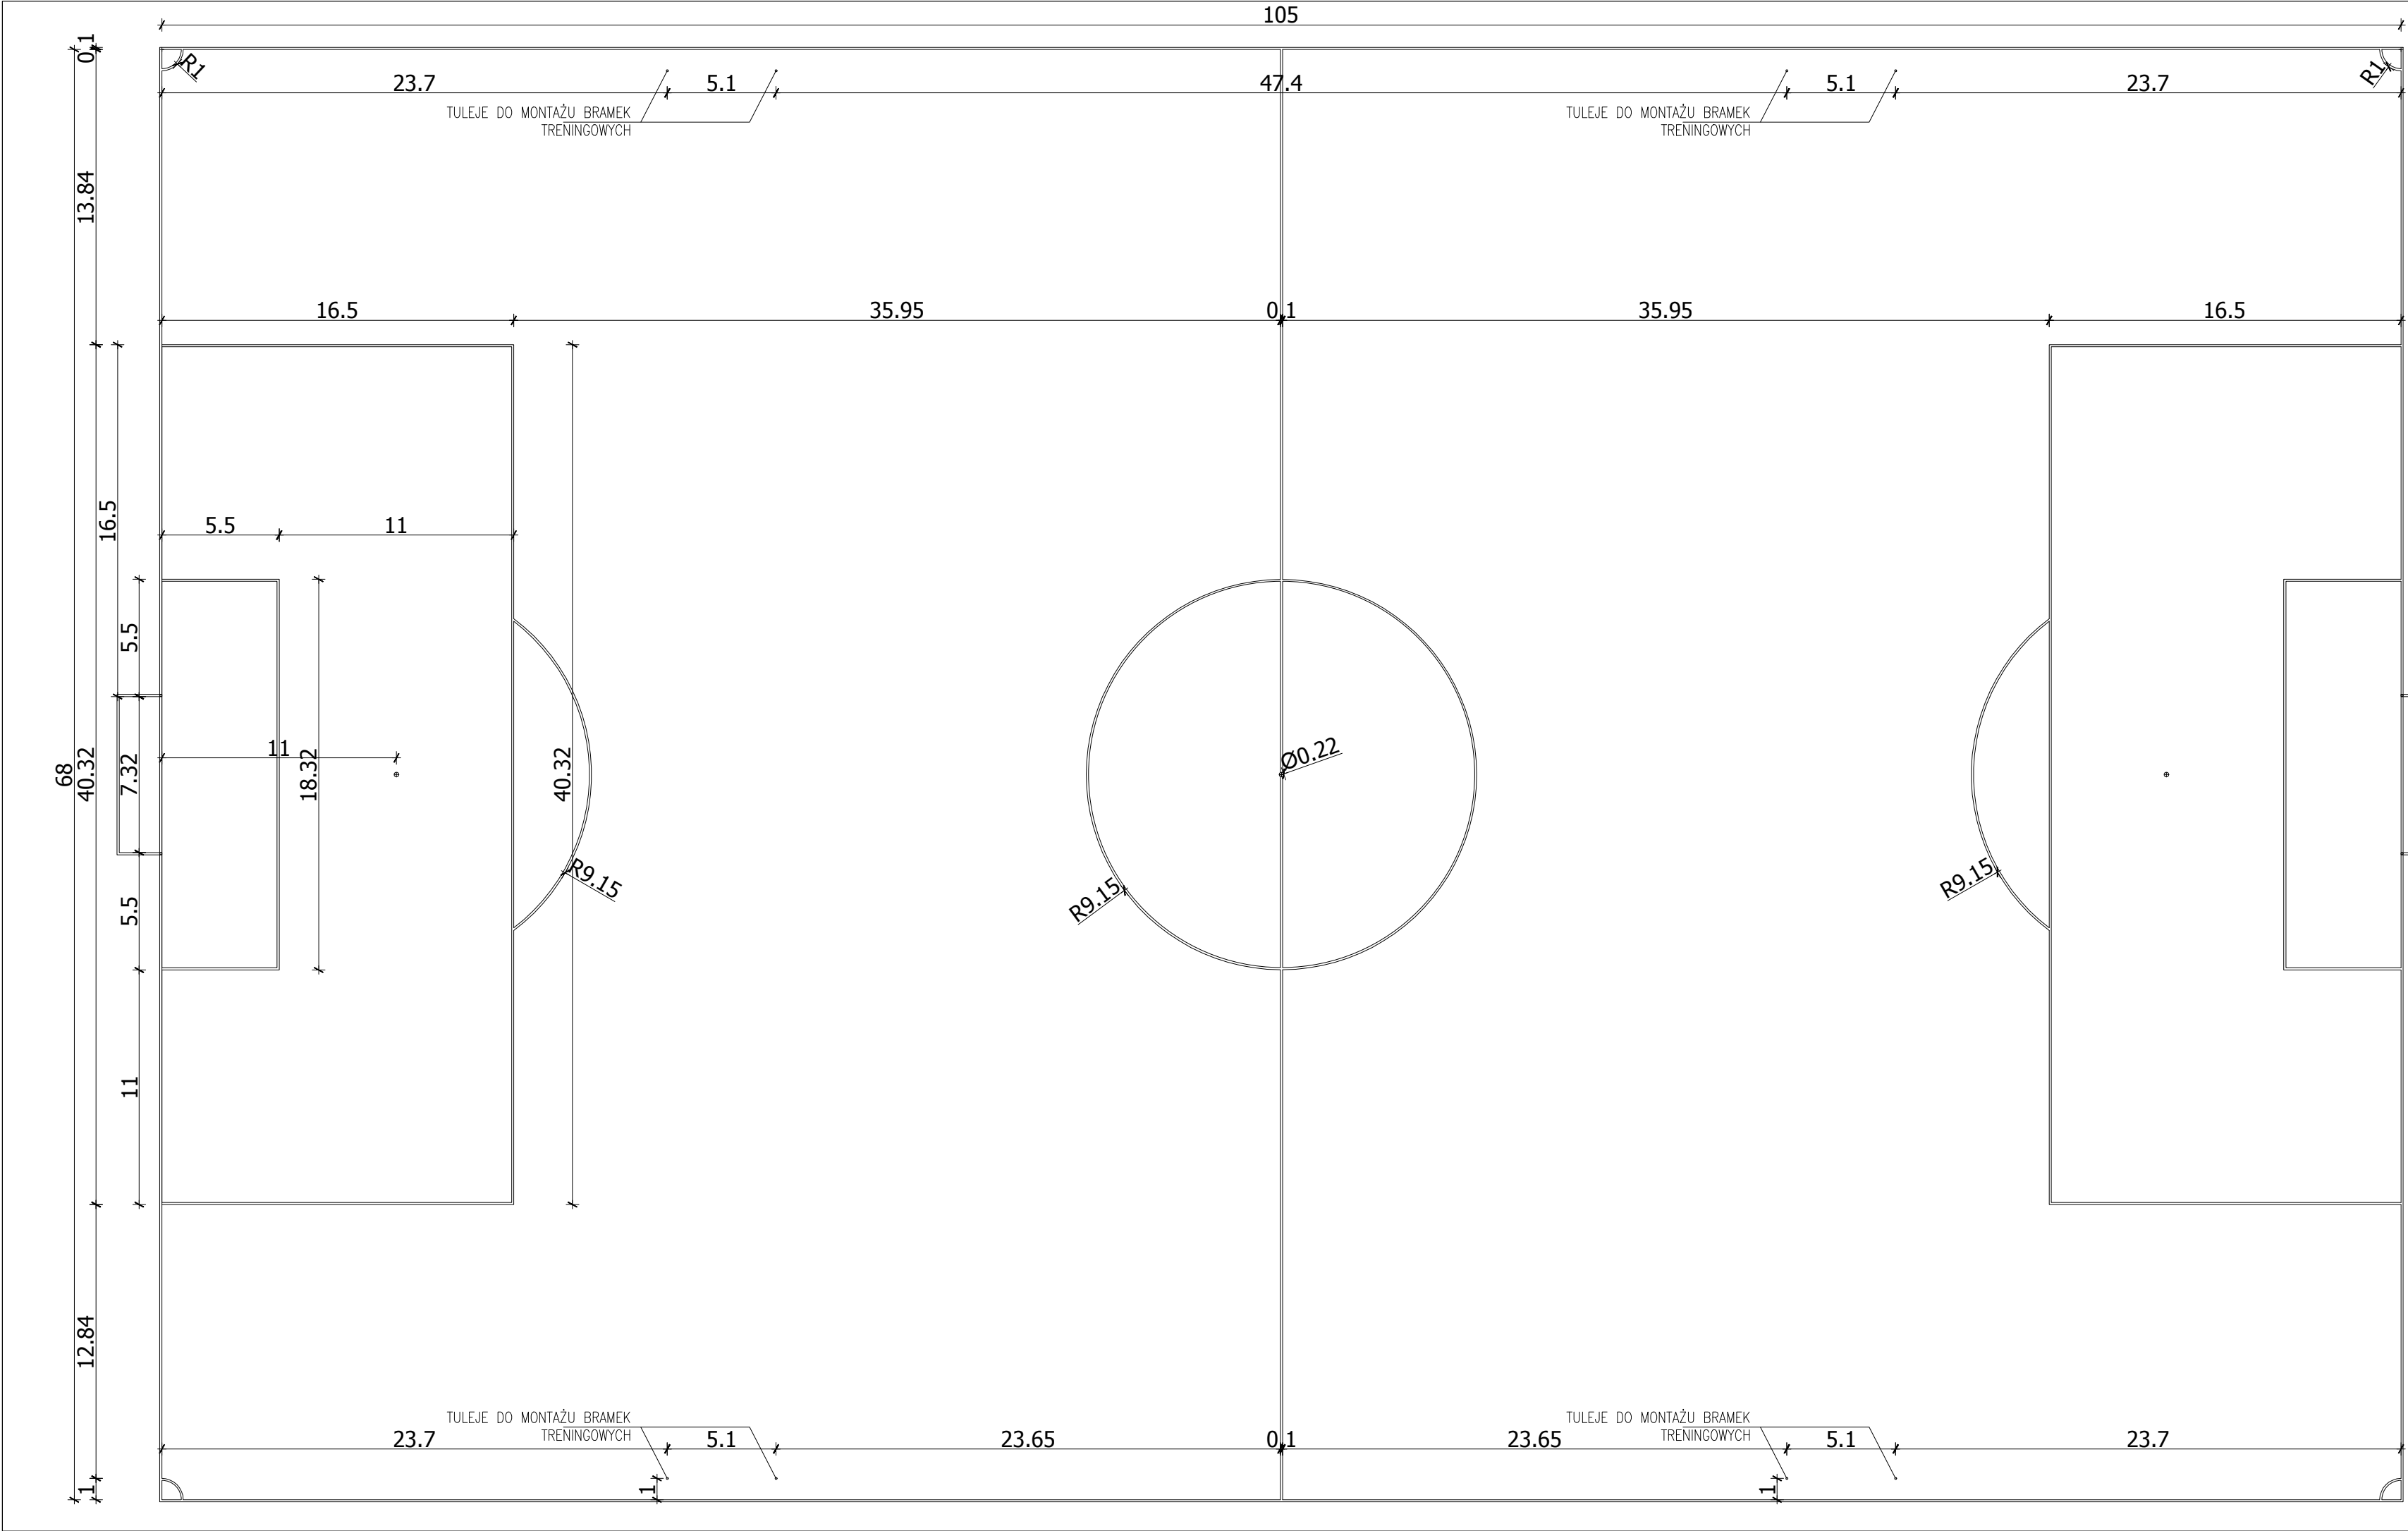 105
0.1
R1
R1
23.7
5.1
47.4
5.1
23.7
TULEJE DO MONTAŻU BRAMEK
TRENINGOWYCH
TULEJE DO MONTAŻU BRAMEK
TRENINGOWYCH
13.84
16.5
35.95
0.1
35.95
16.5
16.5
5.5
11
5.5
68
40.32
7.32
11
18.32
40.32
Ø0.22
R9.15
R9.15
R9.15
5.5
11
12.84
TULEJE DO MONTAŻU BRAMEK
TRENINGOWYCH
TULEJE DO MONTAŻU BRAMEK
TRENINGOWYCH
23.7
5.1
23.65
0.1
23.65
5.1
23.7
1
1
1